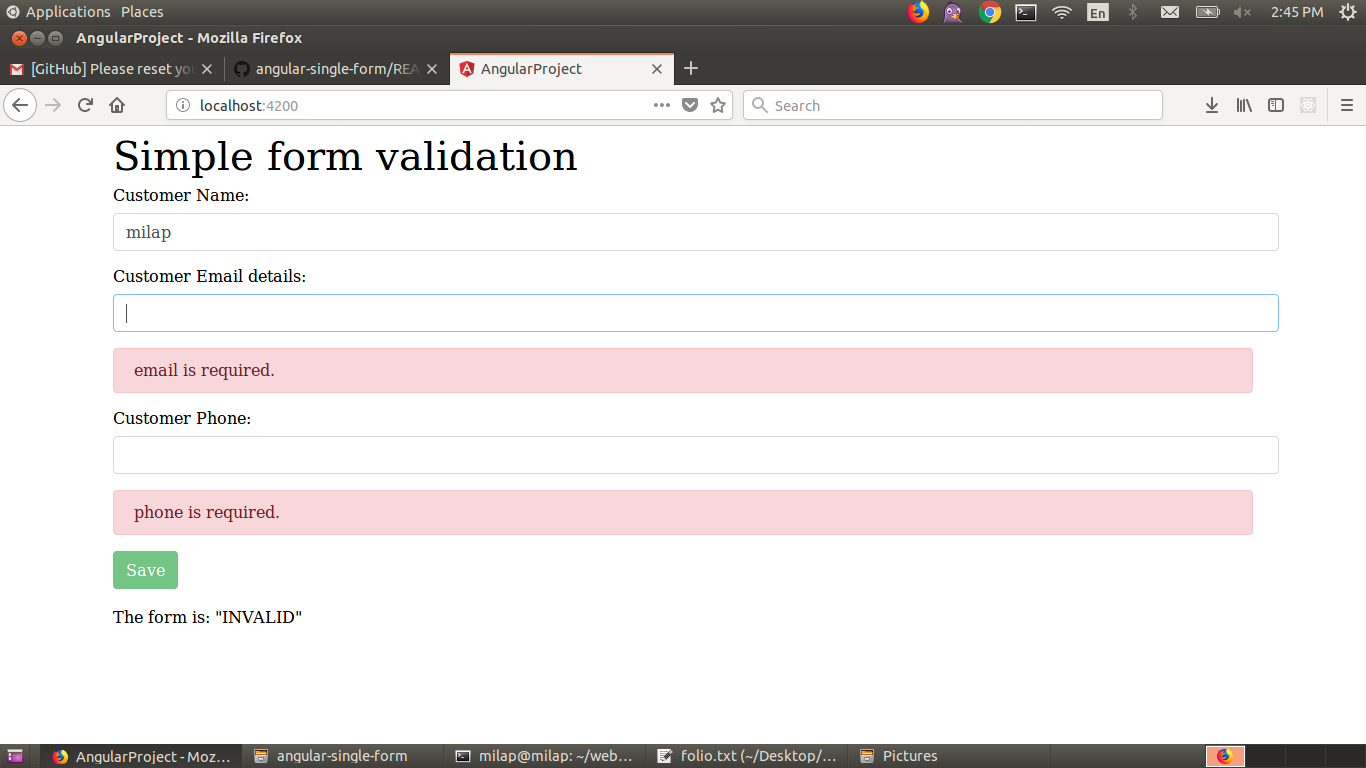 Applications Places En 2:45 PM
AngularProject - Mozilla Firefox
[GitHub] Please reset yo angular-single-form/REA AngularProject
localhost:4200 Search
Simple form validation
Customer Name:
milap
Customer Email details:
email is required.
Customer Phone:
phone is required.
Save
The form is: "INVALID"
AngularProject - Moz... angular-single-form milap@milap: ~/web... folio.txt (~/Desktop/... Pictures